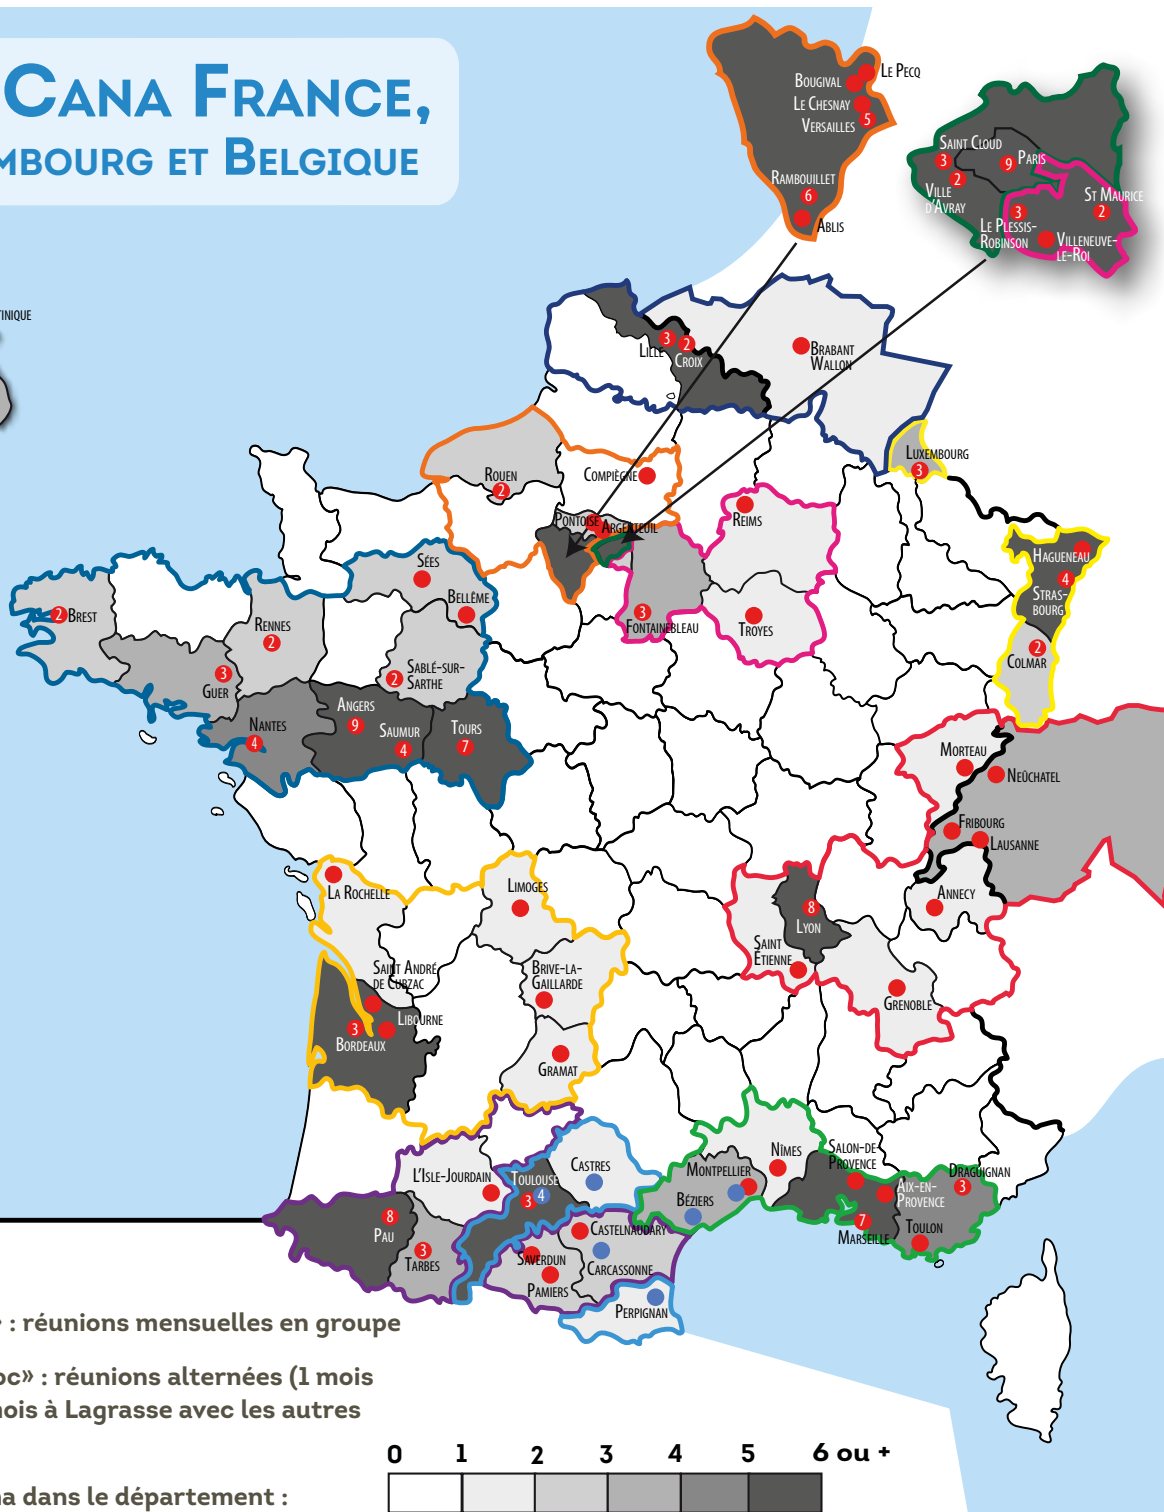 Cana France,
mbourg et Belgique
Le Pecq
Bougival
Le Chesnay
Versailles
5
Rambouillet
6
Ablis
Saint Cloud
3
9
Paris
2
Ville
d'Avray
St Maurice
3
2
Le Plessis-
Robinson
Villeneuve-
le-Roi
tinique
Lille
3
2
Croix
Brabant
Wallon
Luxembourg
3
Rouen
2
Compiègne
Pontoise
Argenteuil
Reims
Hagueneau
4
Stras-
bourg
Sées
Bellême
2
Brest
Rennes
2
3
Fontainebleau
Troyes
2
Colmar
3
Guer
2
Sablé-sur-
Sarthe
Nantes
4
Angers
9
Saumur
4
Tours
7
Morteau
Neûchatel
Fribourg
Lausanne
La Rochelle
Limoges
Annecy
8
Lyon
Saint
Étienne
Grenoble
Saint André
de Cubzac
Brive-la-
Gaillarde
Libourne
3
Bordeaux
Gramat
L'Isle-Jourdain
Toulouse
3
4
Castres
Montpellier
Nîmes
Salon-de-
Provence
Béziers
Aix-en-
Provence
Draguignan
3
7
Marseille
Toulon
8
Pau
3
Tarbes
Castelnaudary
Saverdun
Carcassonne
Pamiers
Perpignan
» : réunions mensuelles en groupe
oc» : réunions alternées (1 mois
mois à Lagrasse avec les autres
na dans le département :
0 1 2 3 4 5 6 ou +